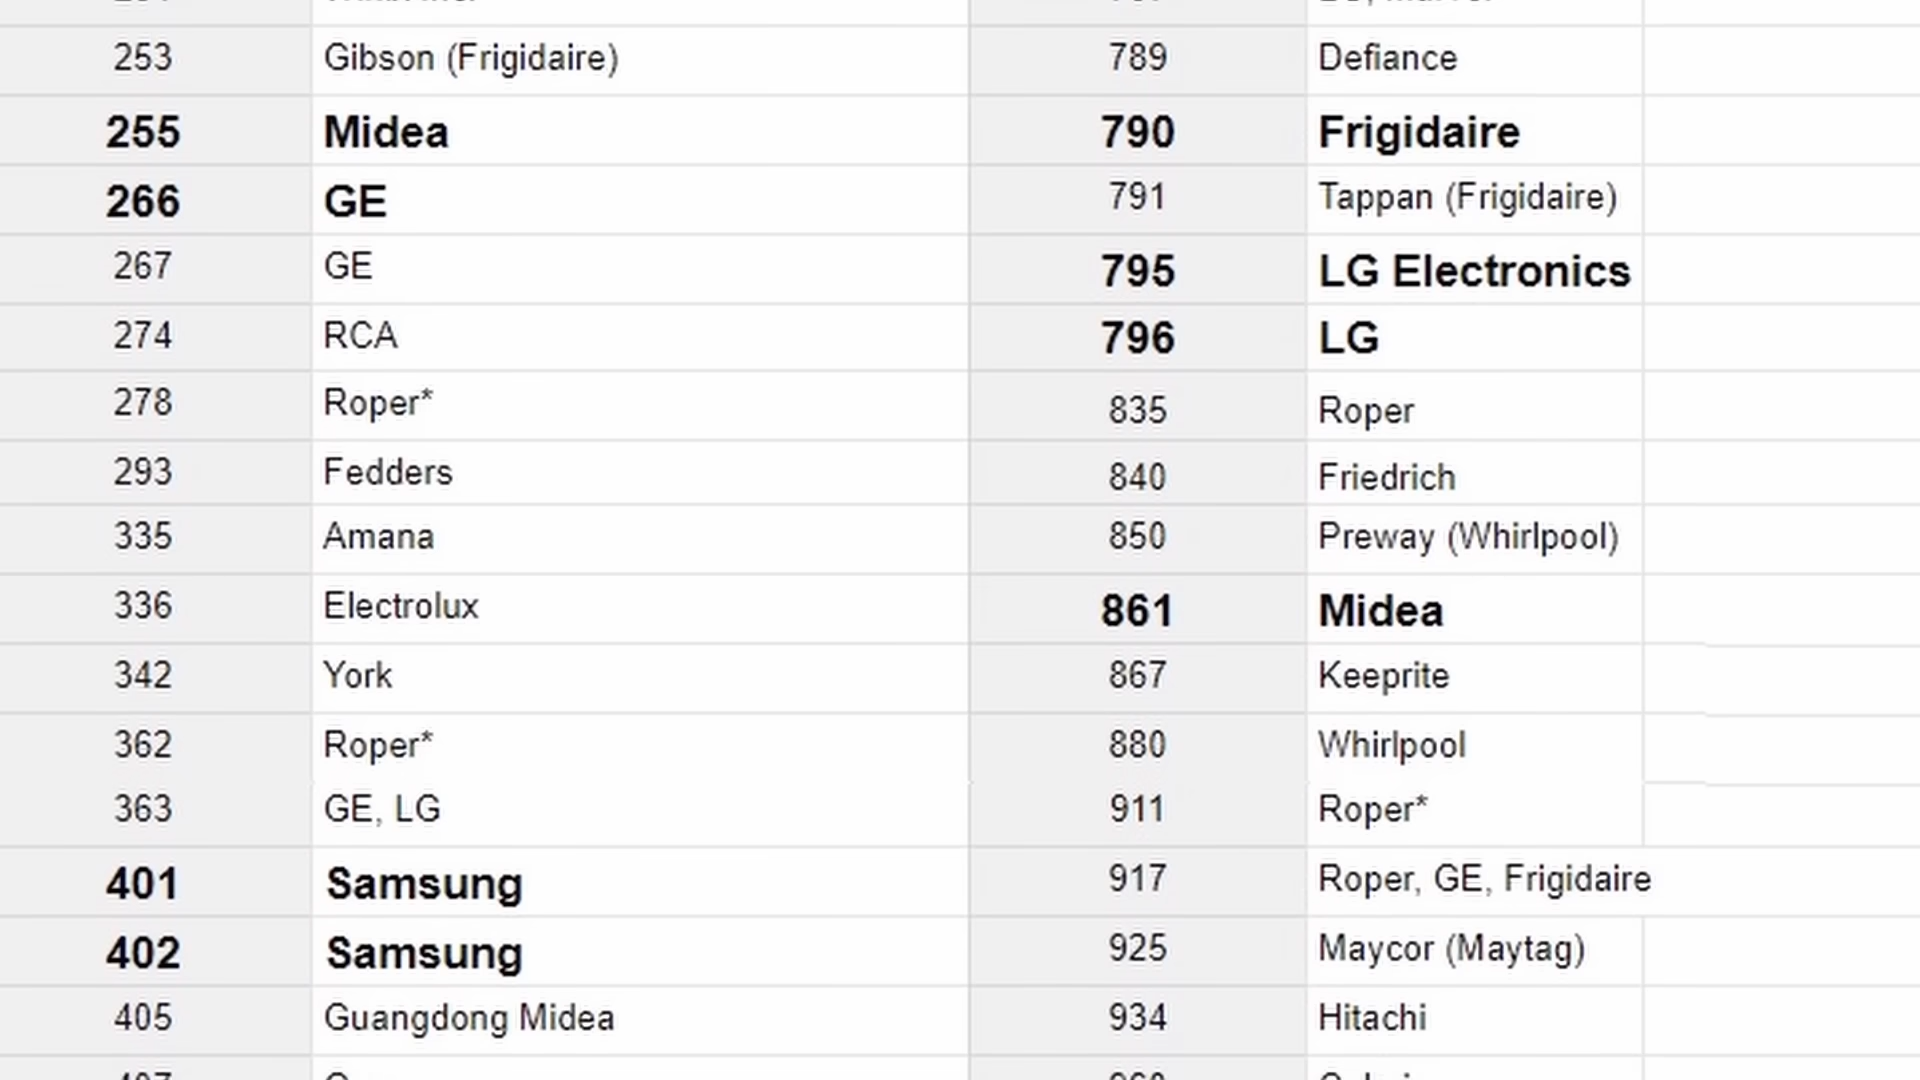 253 Gibson (Frigidaire) 789 Defiance
255 Midea 790 Frigidaire
266 GE 791 Tappan (Frigidaire)
267 GE 795 LG Electronics
274 RCA 796 LG
278 Roper* 835 Roper
293 Fedders 840 Friedrich
335 Amana 850 Preway (Whirlpool)
336 Electrolux 861 Midea
342 York 867 Keeprite
362 Roper* 880 Whirlpool
363 GE, LG 911 Roper*
401 Samsung 917 Roper, GE, Frigidaire
402 Samsung 925 Maycor (Maytag)
405 Guangdong Midea 934 Hitachi